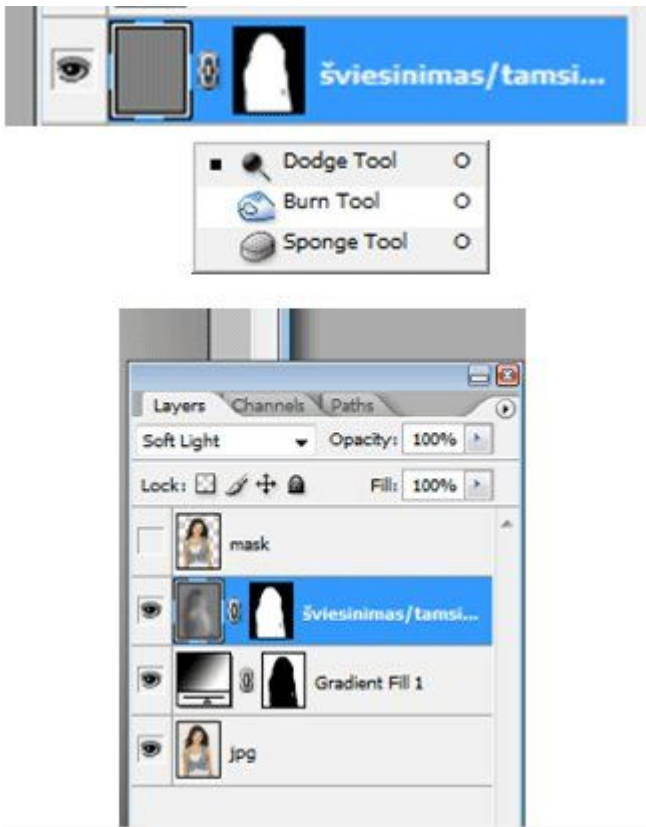 šviesinimas/tamsi...
Dodge Tool O
Burn Tool O
Sponge Tool O
Layers Channels Paths
Soft Light Opacity: 100%
Lock: Fill: 100%
mask
šviesinimas/tamsi...
Gradient Fill 1
jpg